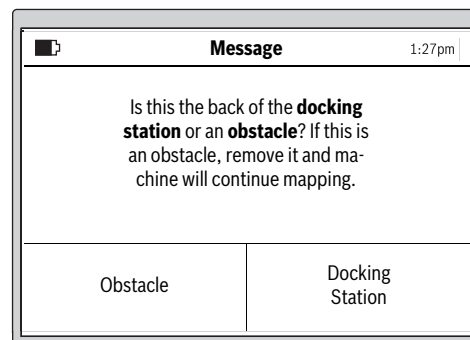 Message 1:27pm
Is this the back of the docking
station or an obstacle? If this is
an obstacle, remove it and ma-
chine will continue mapping.
Obstacle
Docking
Station